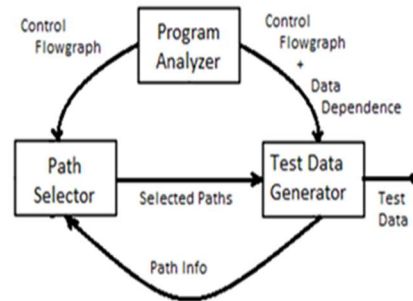 Control
Flowgraph
Program
Analyzer
Control
Flowgraph
+
Data
Dependence
Path
Selector
Selected Paths
Test Data
Generator
Test
Data
Path Info